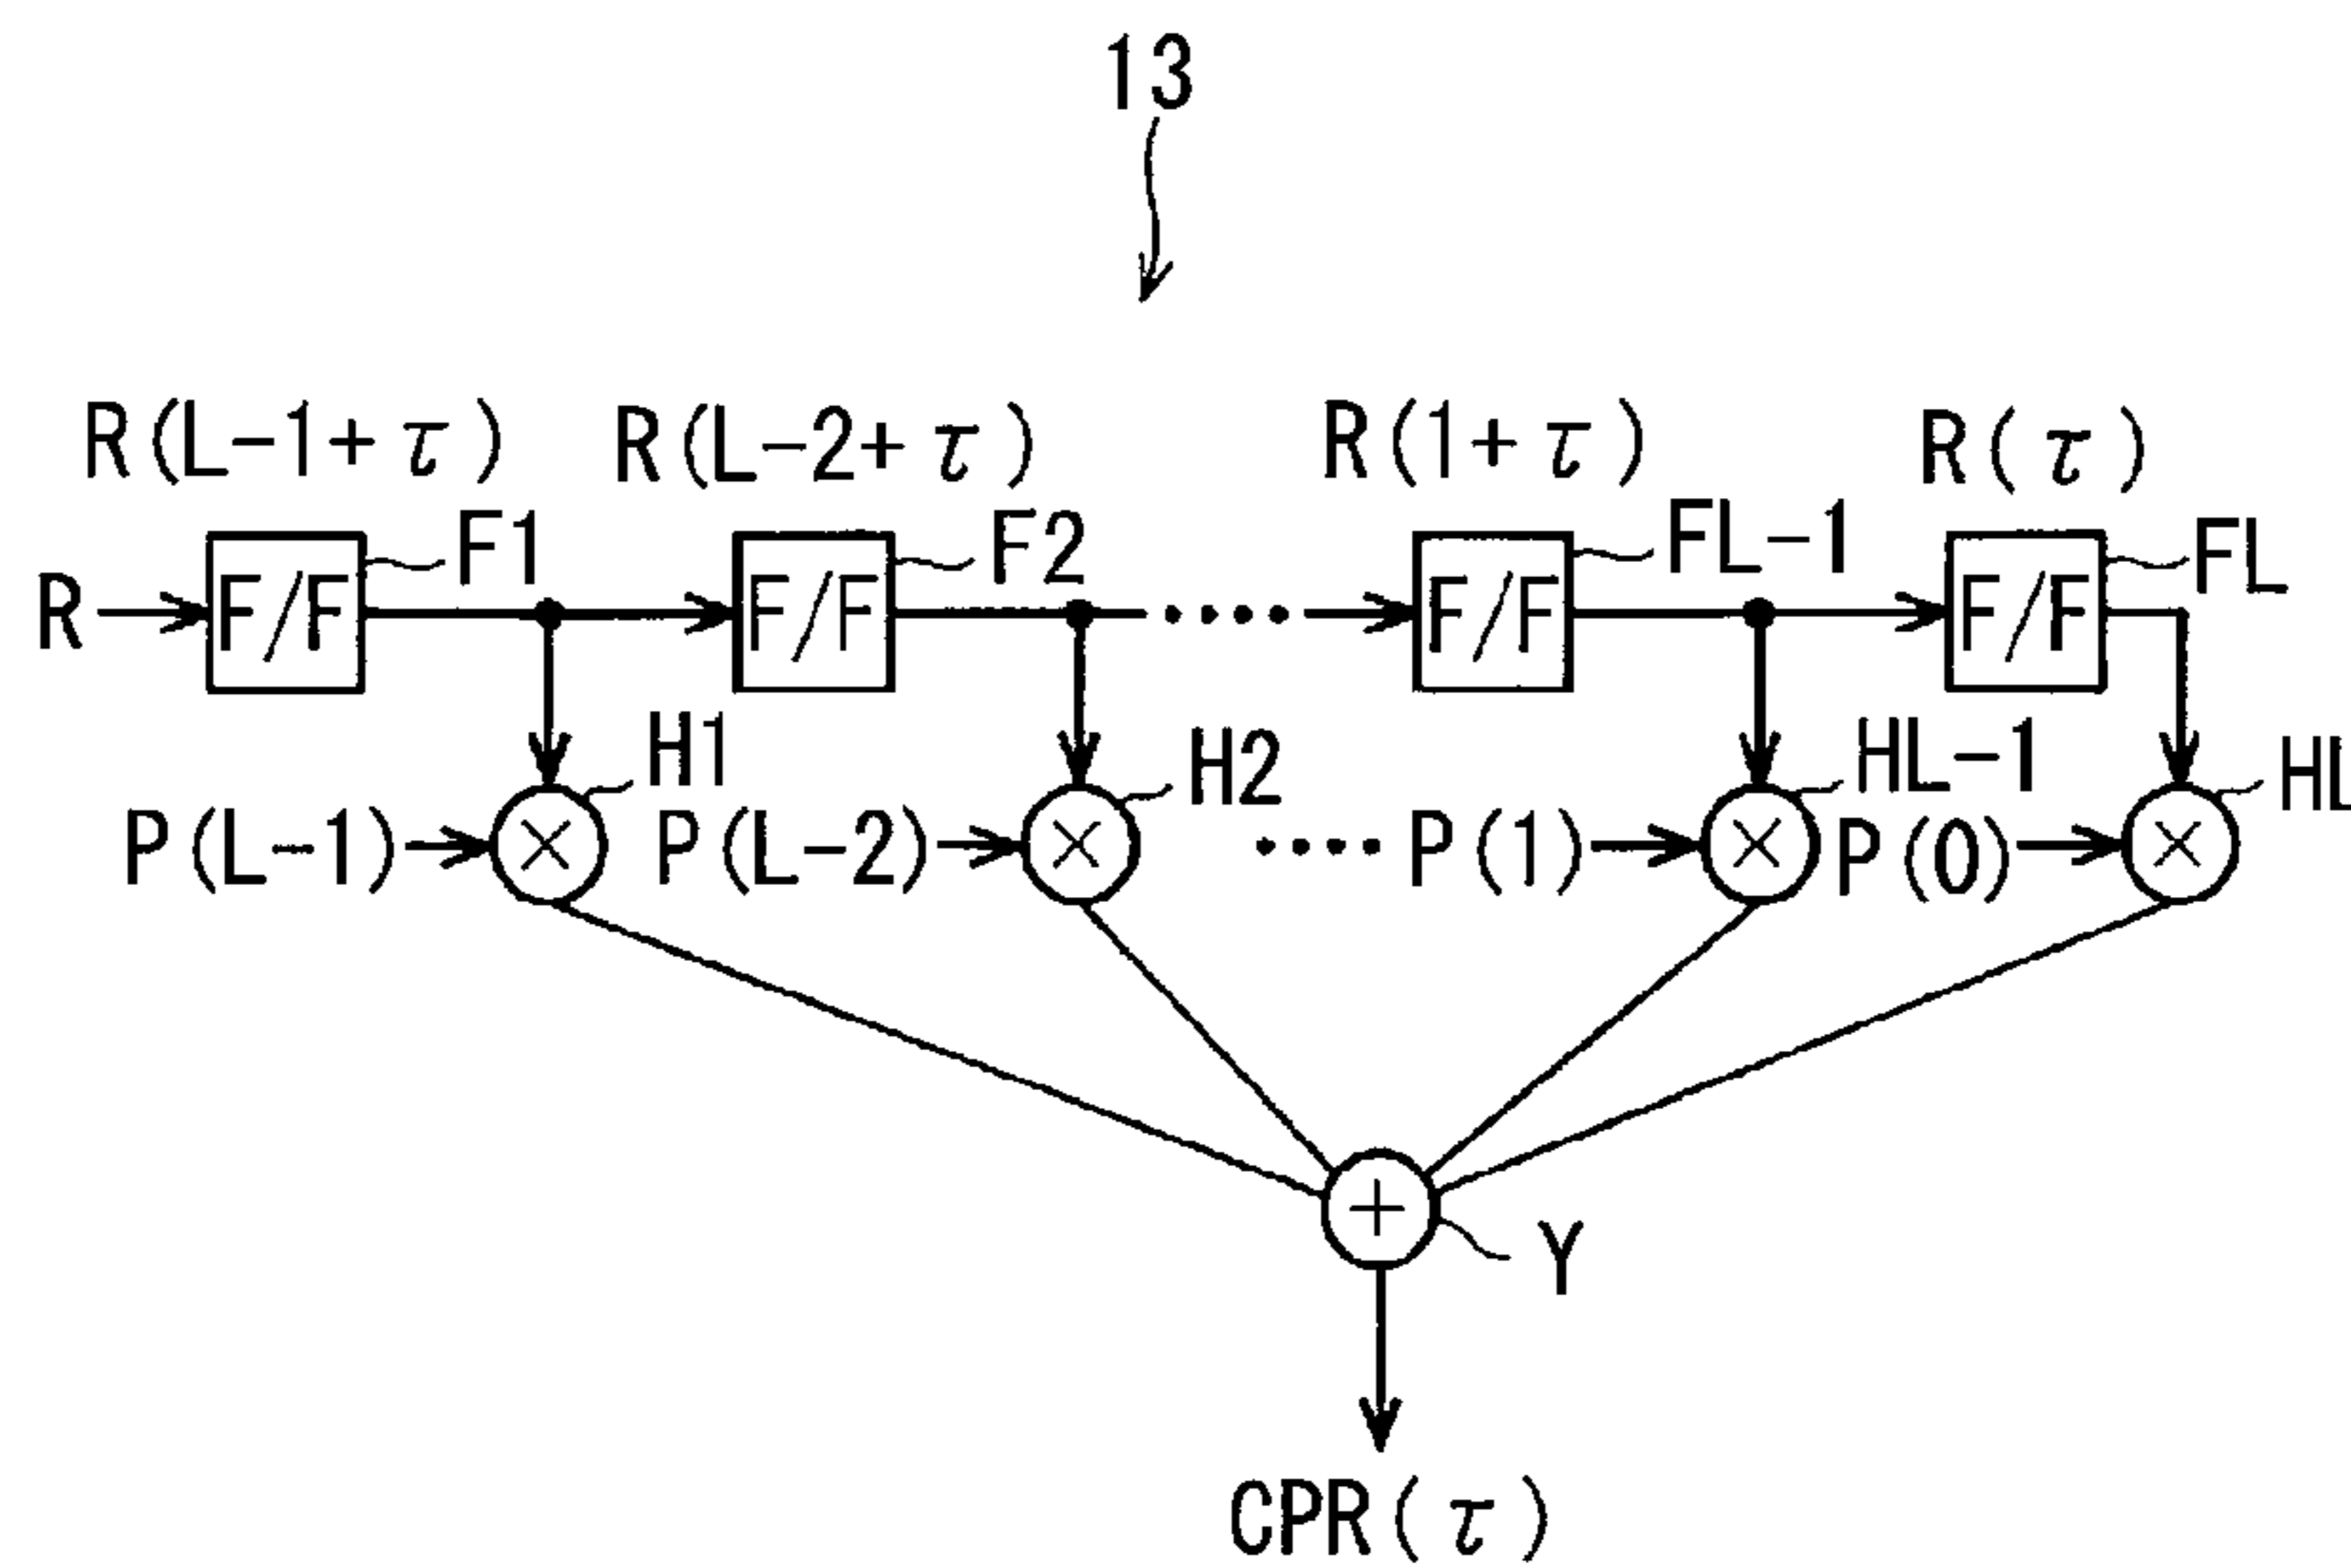 13
R(L-1+τ) R(L-2+τ) R(1+τ) R(τ)
F1 F2 FL-1 FL
R F/F F/F ・・・・ F/F F/F
H1 H2 HL-1 HL
P(L-1) × P(L-2) × ・・・・ P(1) × P(0) ×
+
Y
CPR(τ)